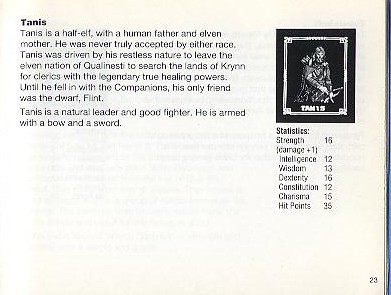 Tanis
Tanis is a half-elf, with a human father and elven
mother. He was never truly accepted by either race.
Tanis was driven by his restless nature to leave the
elven nation of Qualinesti to search the lands of Krynn
for clerics with the legendary true healing powers.
Until he fell in with the Companions, his only friend
was the dwarf, Flint.
Tanis is a natural leader and good fighter. He is armed
with a bow and a sword.
TANIS
Statistics:
Strength 16
(damage +1)
Intelligence 12
Wisdom 13
Dexterity 16
Constitution 12
Charisma 15
Hit Points 35
23